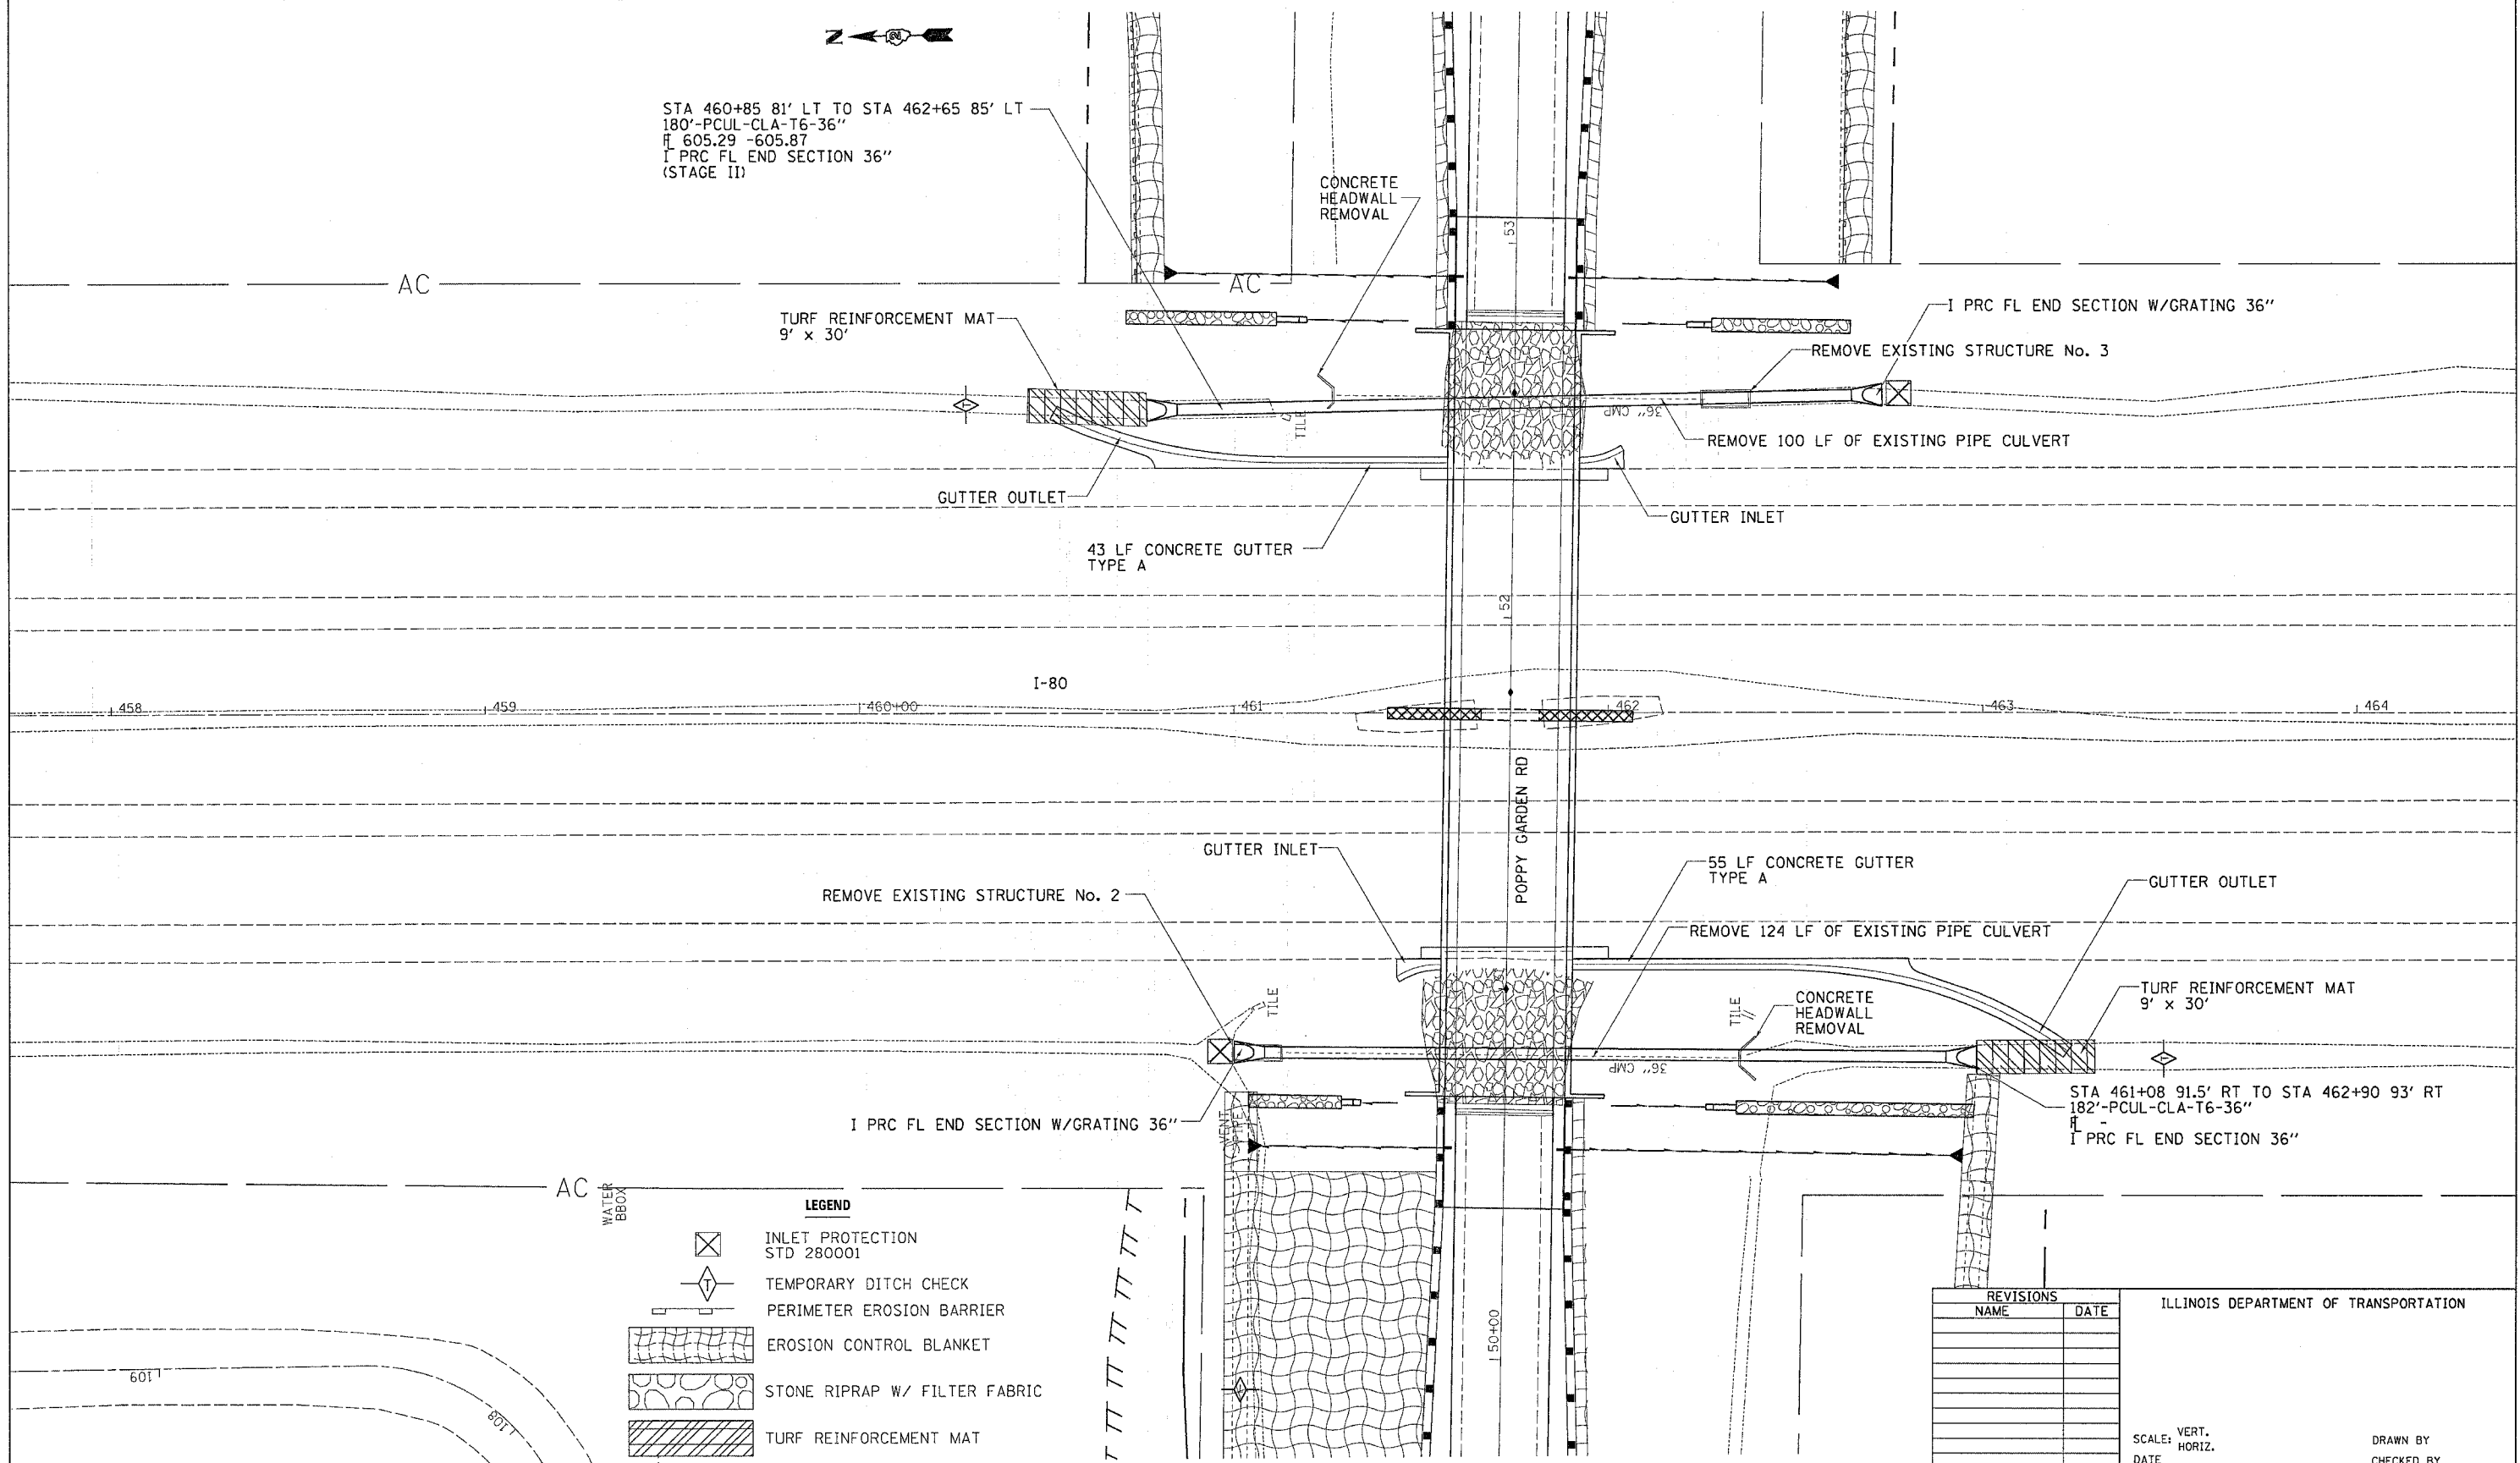 N
STA 460+85 81' LT TO STA 462+65 85' LT
180'-PCUL-CLA-T6-36"
FL 605.29 -605.87
I PRC FL END SECTION 36"
(STAGE II)
CONCRETE
HEADWALL
REMOVAL
53
AC
AC
TURF REINFORCEMENT MAT
9' x 30'
I PRC FL END SECTION W/GRATING 36"
REMOVE EXISTING STRUCTURE No. 3
T
TILE
36" CMP
REMOVE 100 LF OF EXISTING PIPE CULVERT
GUTTER OUTLET
GUTTER INLET
43 LF CONCRETE GUTTER
TYPE A
52
I-80
458
459
460+00
461
462
463
464
POPPY GARDEN RD
GUTTER INLET
55 LF CONCRETE GUTTER
TYPE A
GUTTER OUTLET
REMOVE EXISTING STRUCTURE No. 2
REMOVE 124 LF OF EXISTING PIPE CULVERT
TILE
TILE
CONCRETE
HEADWALL
REMOVAL
TURF REINFORCEMENT MAT
9' x 30'
36" CMP
T
STA 461+08 91.5' RT TO STA 462+90 93' RT
182'-PCUL-CLA-T6-36"
FL -
I PRC FL END SECTION 36"
I PRC FL END SECTION W/GRATING 36"
VENT
AC
WATER
BBOX
LEGEND
INLET PROTECTION
STD 280001
T
TEMPORARY DITCH CHECK
PERIMETER EROSION BARRIER
EROSION CONTROL BLANKET
STONE RIPRAP W/ FILTER FABRIC
TURF REINFORCEMENT MAT
109
108
50+00
REVISIONS
NAME DATE
ILLINOIS DEPARTMENT OF TRANSPORTATION
SCALE: VERT.
HORIZ.
DATE
DRAWN BY
CHECKED BY